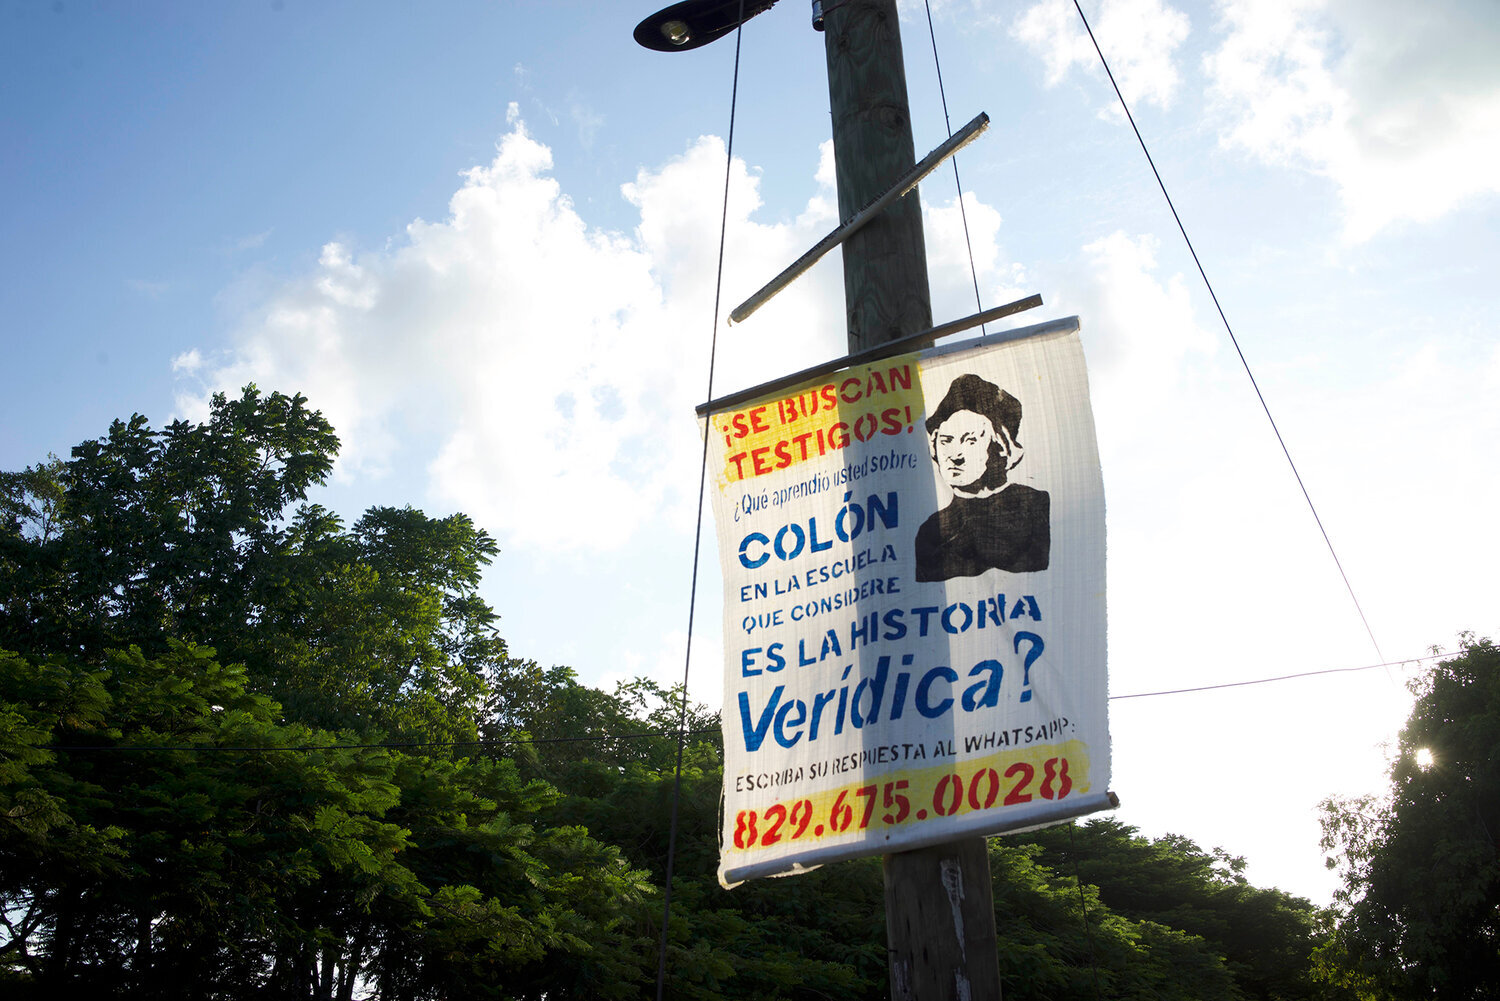 ¡SE BUSCAN
TESTIGOS!
¿Qué aprendió usted sobre
COLÓN
EN LA ESCUELA
QUE CONSIDERE
ES LA HISTORIA
Verídica?
ESCRIBA SU RESPUESTA AL WHATSAPP:
829.675.0028